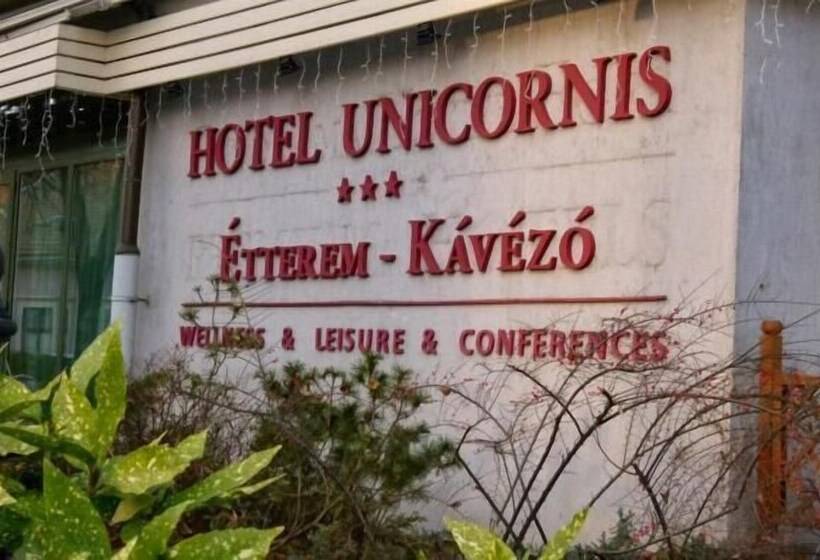 HOTEL UNICORNIS
★★★
ÉTTEREM - KÁVÉZÓ
WELLNESS & LEISURE & CONFERENCES